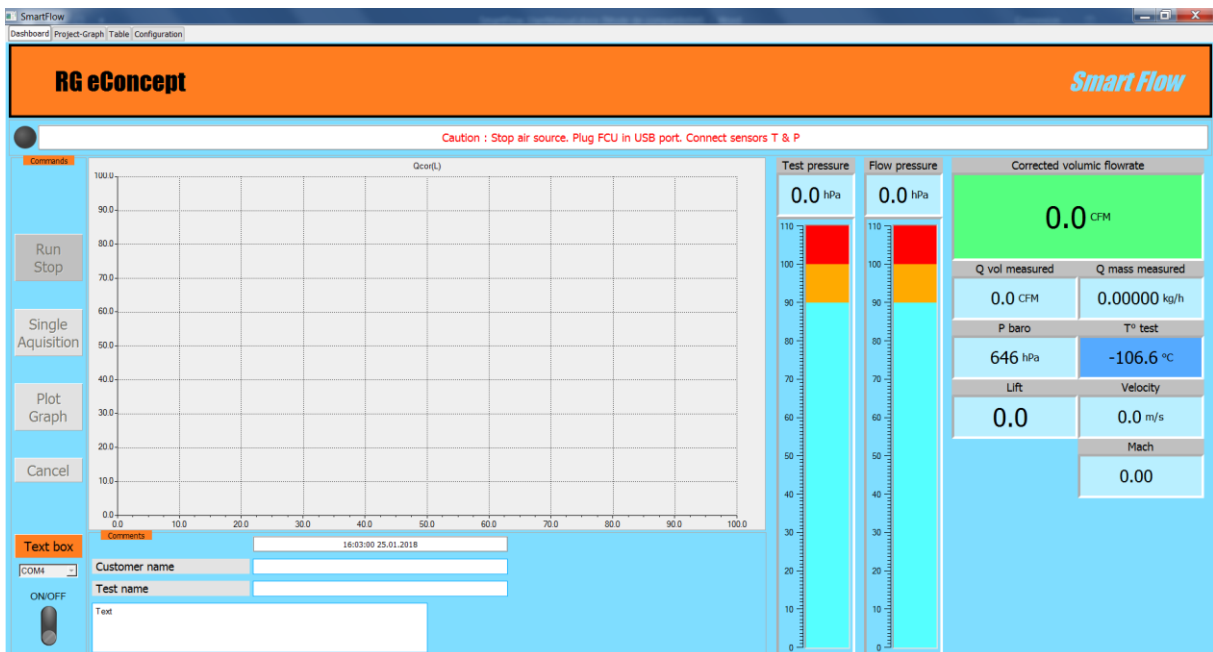 SmartFlow
Dashboard Project-Graph Table Configuration
RG eConcept
Smart Flow
Caution : Stop air source. Plug FCU in USB port. Connect sensors T & P
Commands
Run
Stop
Single
Aquisition
Plot
Graph
Cancel
Text box
COM4
ON/OFF
Qcor(L)
100.0
90.0
80.0
70.0
60.0
50.0
40.0
30.0
20.0
10.0
0.0
0.0 10.0 20.0 30.0 40.0 50.0 60.0 70.0 80.0 90.0 100.0
Comments
16:03:00 25.01.2018
Customer name
Test name
Text
Test pressure
0.0 hPa
110
100
90
80
70
60
50
40
30
20
10
0
Flow pressure
0.0 hPa
110
100
90
80
70
60
50
40
30
20
10
0
Corrected volumic flowrate
0.0 CFM
Q vol measured Q mass measured
0.0 CFM 0.00000 kg/h
P baro T° test
646 hPa -106.6 °C
Lift Velocity
0.0 0.0 m/s
Mach
0.00